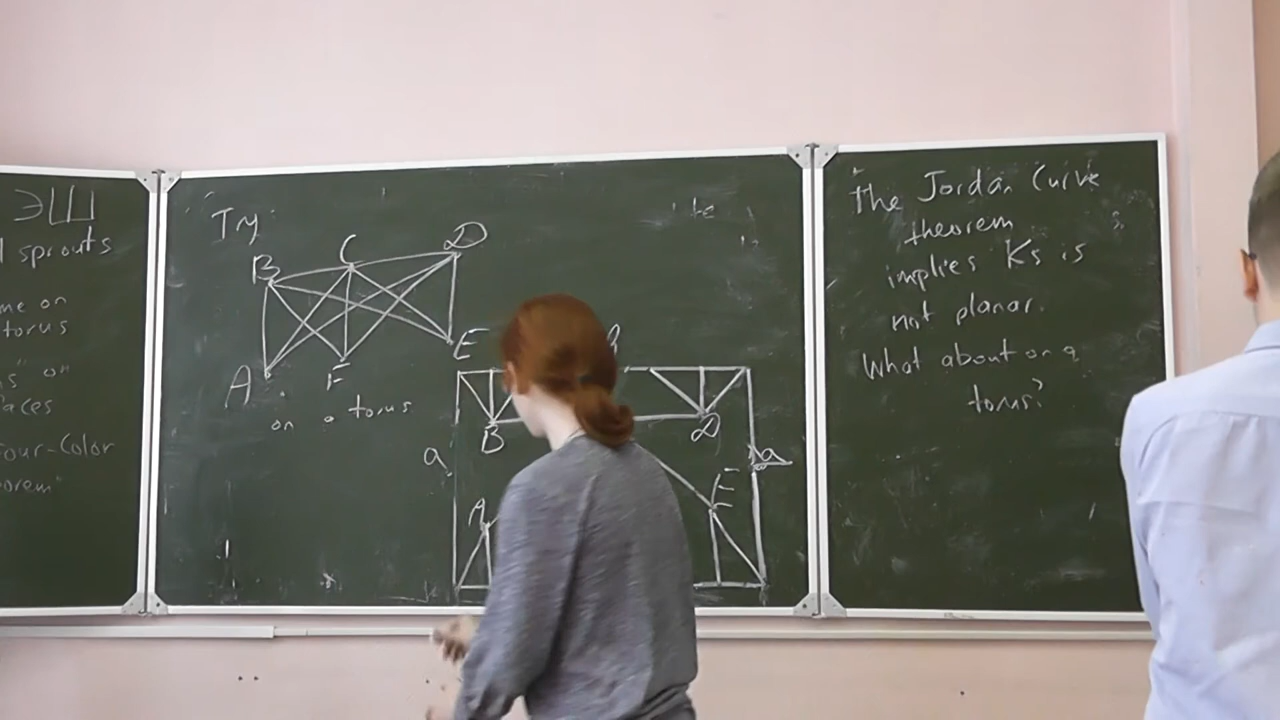 ЭШ
l sprouts
me on
torus
s" on
aces
our-Color
orem"
Try
B C D
A F E
on a torus
a
B D
a
A E
The Jordan Curve
theorem
implies K5 is
not planar.
What about on a
torus?